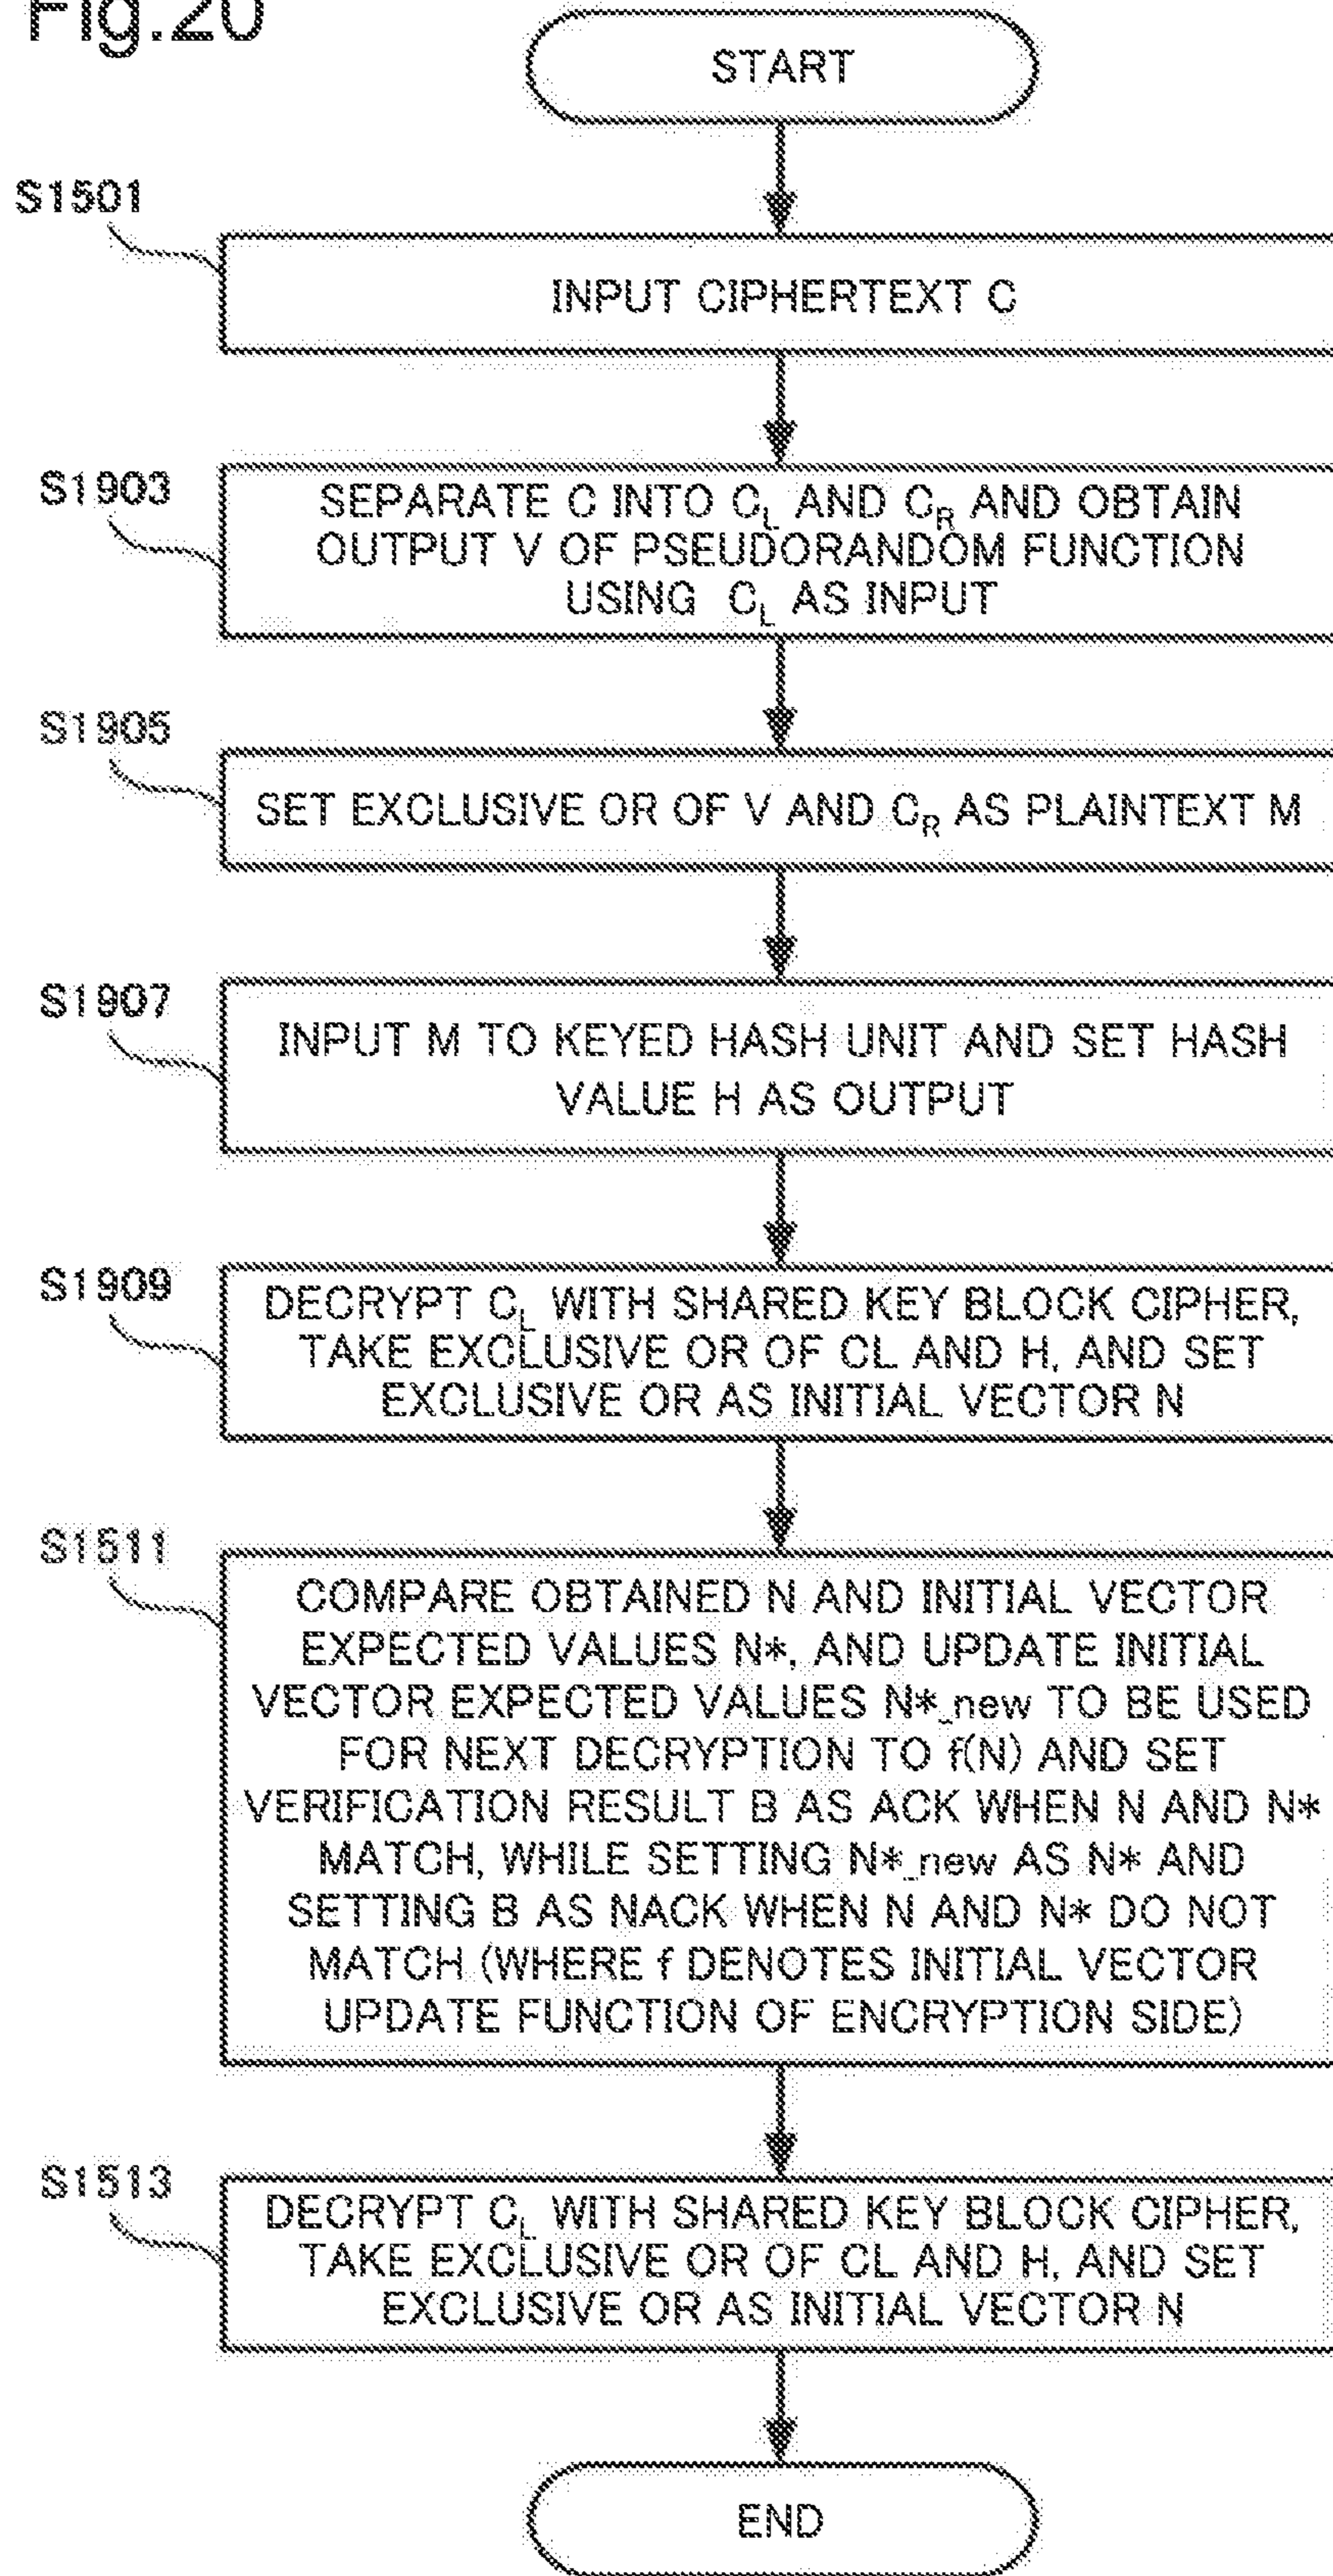 Fig.20
START
S1501
INPUT CIPHERTEXT C
S1903
SEPARATE C INTO C_L AND C_R AND OBTAIN
OUTPUT V OF PSEUDORANDOM FUNCTION
USING C_L AS INPUT
S1905
SET EXCLUSIVE OR OF V AND C_R AS PLAINTEXT M
S1907
INPUT M TO KEYED HASH UNIT AND SET HASH
VALUE H AS OUTPUT
S1909
DECRYPT C_L WITH SHARED KEY BLOCK CIPHER,
TAKE EXCLUSIVE OR OF CL AND H, AND SET
EXCLUSIVE OR AS INITIAL VECTOR N
S1511
COMPARE OBTAINED N AND INITIAL VECTOR
EXPECTED VALUES N*, AND UPDATE INITIAL
VECTOR EXPECTED VALUES N*_new TO BE USED
FOR NEXT DECRYPTION TO f(N) AND SET
VERIFICATION RESULT B AS ACK WHEN N AND N*
MATCH, WHILE SETTING N*_new AS N* AND
SETTING B AS NACK WHEN N AND N* DO NOT
MATCH (WHERE f DENOTES INITIAL VECTOR
UPDATE FUNCTION OF ENCRYPTION SIDE)
S1513
DECRYPT C_L WITH SHARED KEY BLOCK CIPHER,
TAKE EXCLUSIVE OR OF CL AND H, AND SET
EXCLUSIVE OR AS INITIAL VECTOR N
END